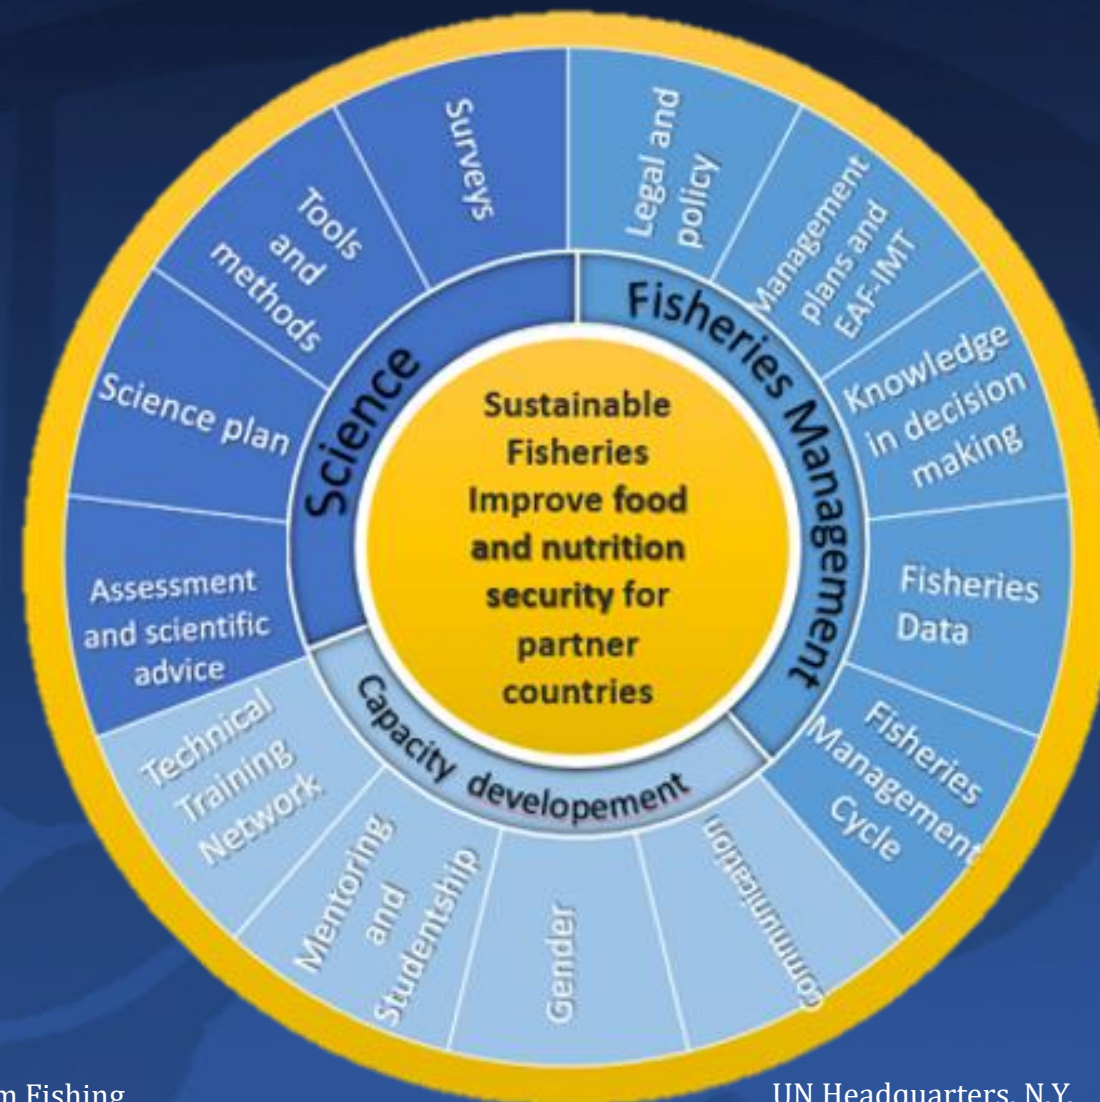 Surveys
Legal and
policy
Management
plans and
EAF-IMT
Knowledge
in decision
making
Fisheries
Data
Fisheries
Management
Cycle
communication
Gender
Mentoring
and
Studentship
Technical
Training
Network
Assessment
and scientific
advice
Science plan
Tools
and
methods
Science
Fisheries Management
Capacity developement
Sustainable
Fisheries
Improve food
and nutrition
security for
partner
countries
Fishing
UN Headquarters, N.Y.